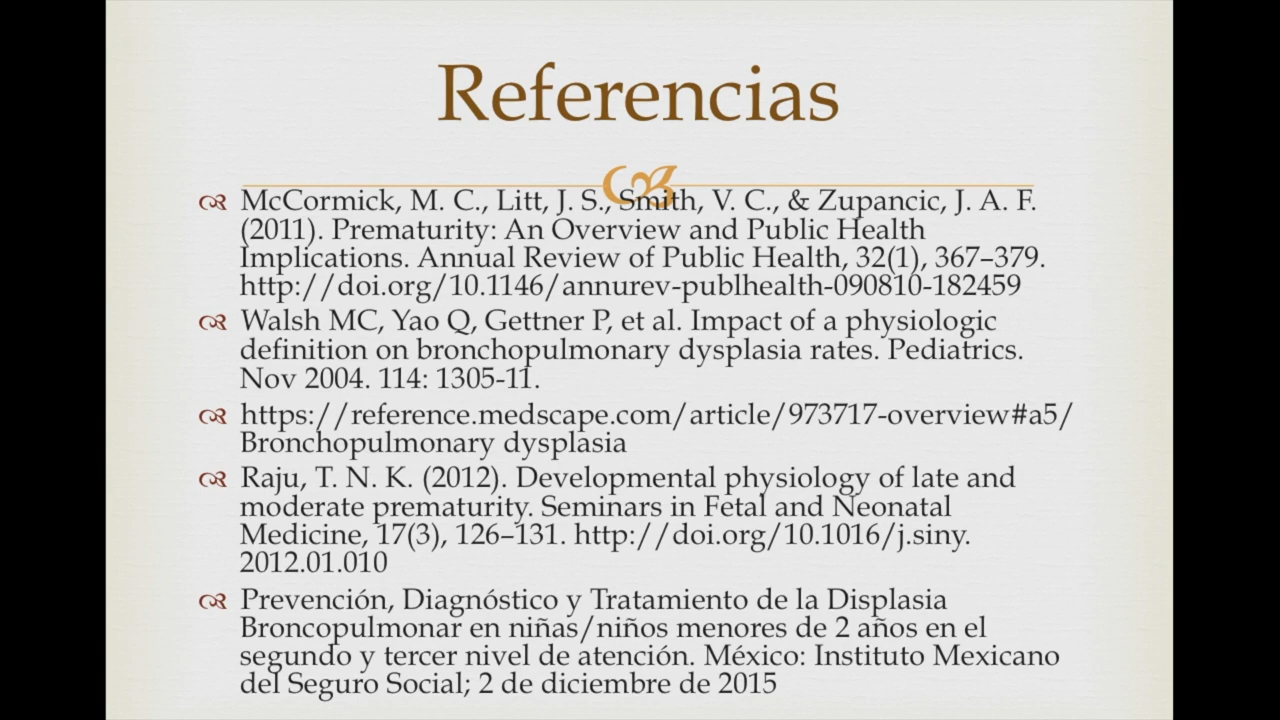 Referencias
McCormick, M. C., Litt, J. S., Smith, V. C., & Zupancic, J. A. F.
(2011). Prematurity: An Overview and Public Health
Implications. Annual Review of Public Health, 32(1), 367–379.
http://doi.org/10.1146/annurev-publhealth-090810-182459
Walsh MC, Yao Q, Gettner P, et al. Impact of a physiologic
definition on bronchopulmonary dysplasia rates. Pediatrics.
Nov 2004. 114: 1305-11.
https://reference.medscape.com/article/973717-overview#a5/
Bronchopulmonary dysplasia
Raju, T. N. K. (2012). Developmental physiology of late and
moderate prematurity. Seminars in Fetal and Neonatal
Medicine, 17(3), 126–131. http://doi.org/10.1016/j.siny.
2012.01.010
Prevención, Diagnóstico y Tratamiento de la Displasia
Broncopulmonar en niñas/niños menores de 2 años en el
segundo y tercer nivel de atención. México: Instituto Mexicano
del Seguro Social; 2 de diciembre de 2015